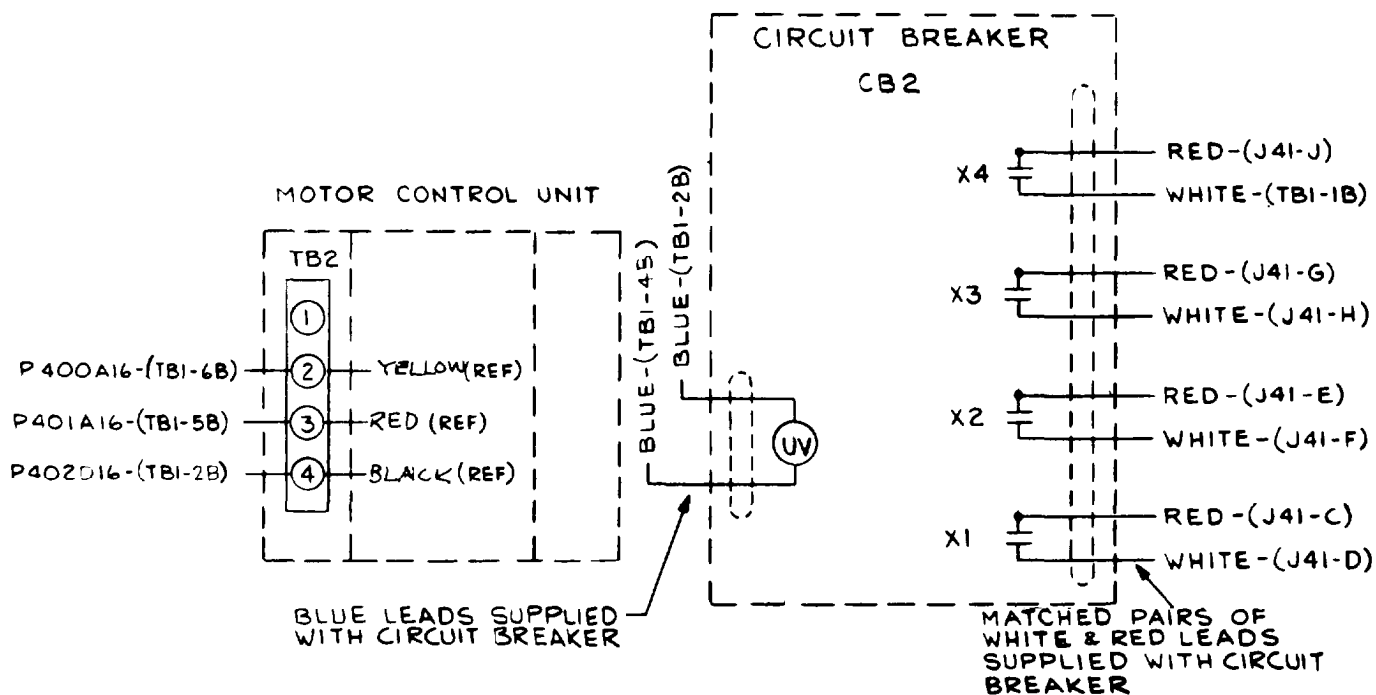 CIRCUIT BREAKER
CB2
MOTOR CONTROL UNIT
TB2
1
P400A16-(TB1-6B)
2
YELLOW(REF)
P401A16-(TB1-5B)
3
RED (REF)
P402D16-(TB1-2B)
4
BLACK(REF)
BLUE-(TB1-4B)
BLUE-(TB1-2B)
UV
X4
RED-(J41-J)
WHITE-(TB1-1B)
X3
RED-(J41-G)
WHITE-(J41-H)
X2
RED-(J41-E)
WHITE-(J41-F)
X1
RED-(J41-C)
WHITE-(J41-D)
BLUE LEADS SUPPLIED
WITH CIRCUIT BREAKER
MATCHED PAIRS OF
WHITE & RED LEADS
SUPPLIED WITH CIRCUIT
BREAKER